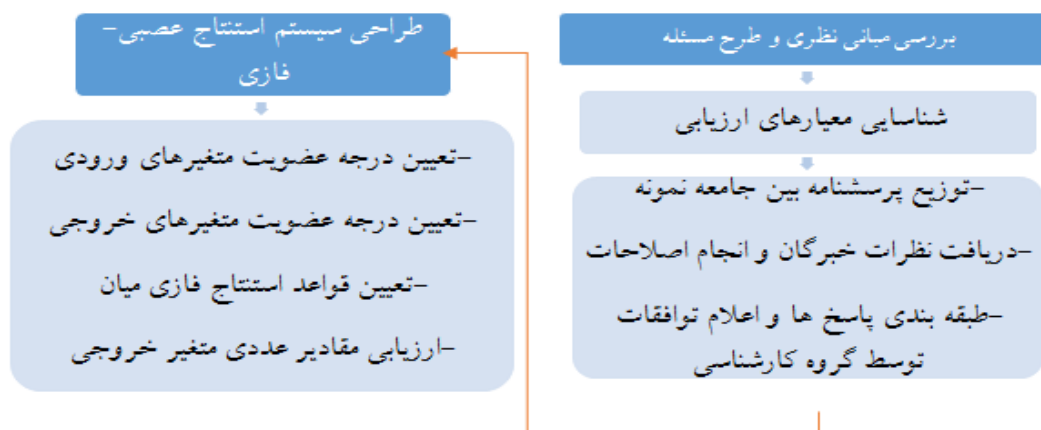 بررسی مبانی نظری و طرح مسئله
شناسایی معیارهای ارزیابی
-توزیع پرسشنامه بین جامعه نمونه
-دریافت نظرات خبرگان و انجام اصلاحات
-طبقه بندی پاسخ ها و اعلام توافقات
توسط گروه کارشناسی
طراحی سیستم استنتاج عصبی-
فازی
-تعیین درجه عضویت متغیرهای ورودی
-تعیین درجه عضویت متغیرهای خروجی
-تعیین قواعد استنتاج فازی میان
-ارزیابی مقادیر عددی متغیر خروجی